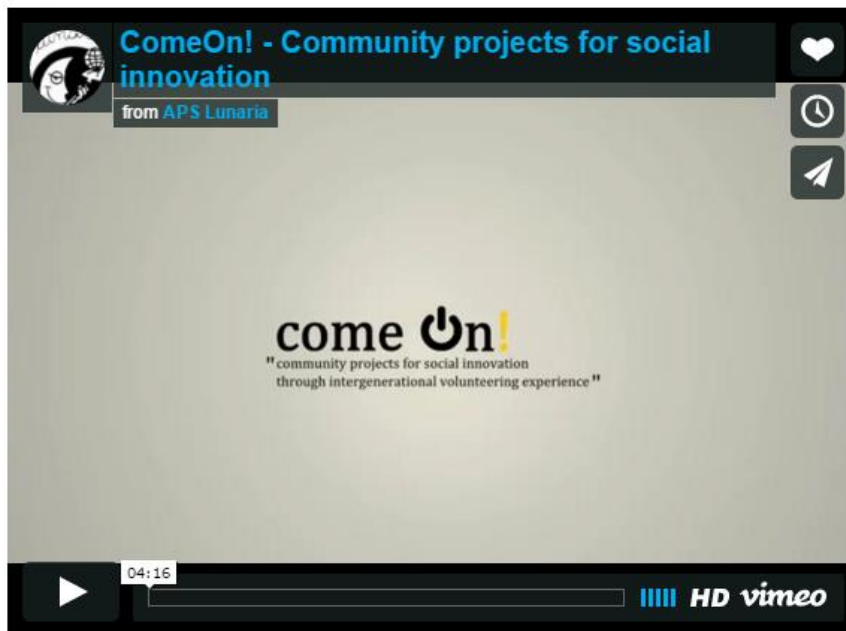 ComeOn! - Community projects for social
innovation
from APS Lunaria
come On!
"community projects for social innovation
through intergenerational volunteering experience"
04:16
HD vimeo